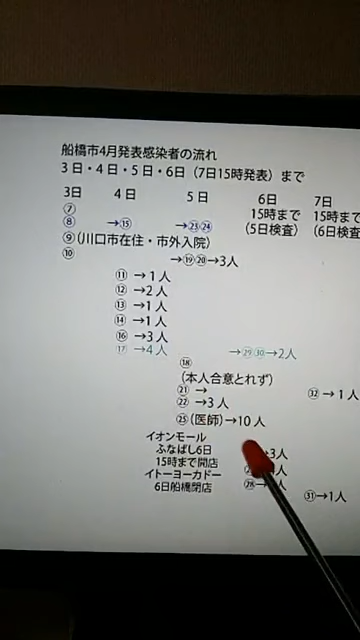 船橋市4月発表感染者の流れ
3日・4日・5日・6日（7日15時発表）まで
3日 4日 5日 6日 7日
15時まで 15時まで
(5日検査) (6日検査)
⑦
⑧ →⑮ →㉓㉔
⑨(川口市在住・市外入院)
⑩ →⑲⑳→3人
⑪→1人
⑫→2人
⑬→1人
⑭→1人
⑯→3人
⑰→4人 →㉙㉚→2人
⑱
(本人合意とれず)
㉑→ ㉜→1人
㉒→3人
㉕(医師)→10人
イオンモール
ふなばし6日 →3人
15時まで開店
イトーヨーカドー ㉘→
6日船橋閉店 ㉛→1人